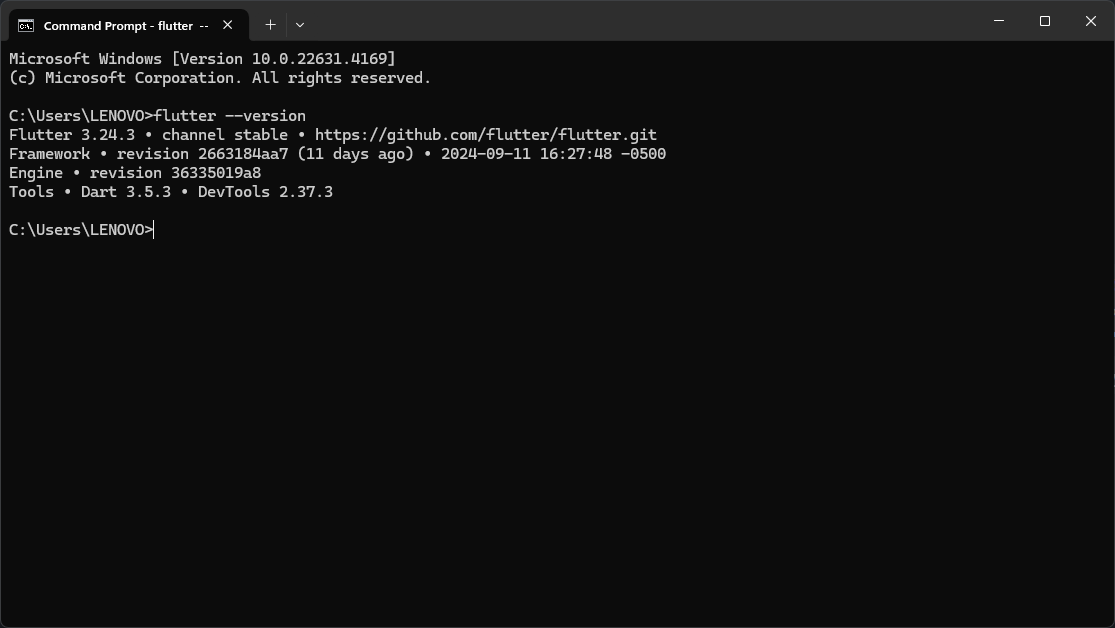 Command Prompt - flutter --
Microsoft Windows [Version 10.0.22631.4169]
(c) Microsoft Corporation. All rights reserved.
C:\Users\LENOVO>flutter --version
Flutter 3.24.3 • channel stable • https://github.com/flutter/flutter.git
Framework • revision 2663184aa7 (11 days ago) • 2024-09-11 16:27:48 -0500
Engine • revision 36335019a8
Tools • Dart 3.5.3 • DevTools 2.37.3
C:\Users\LENOVO>